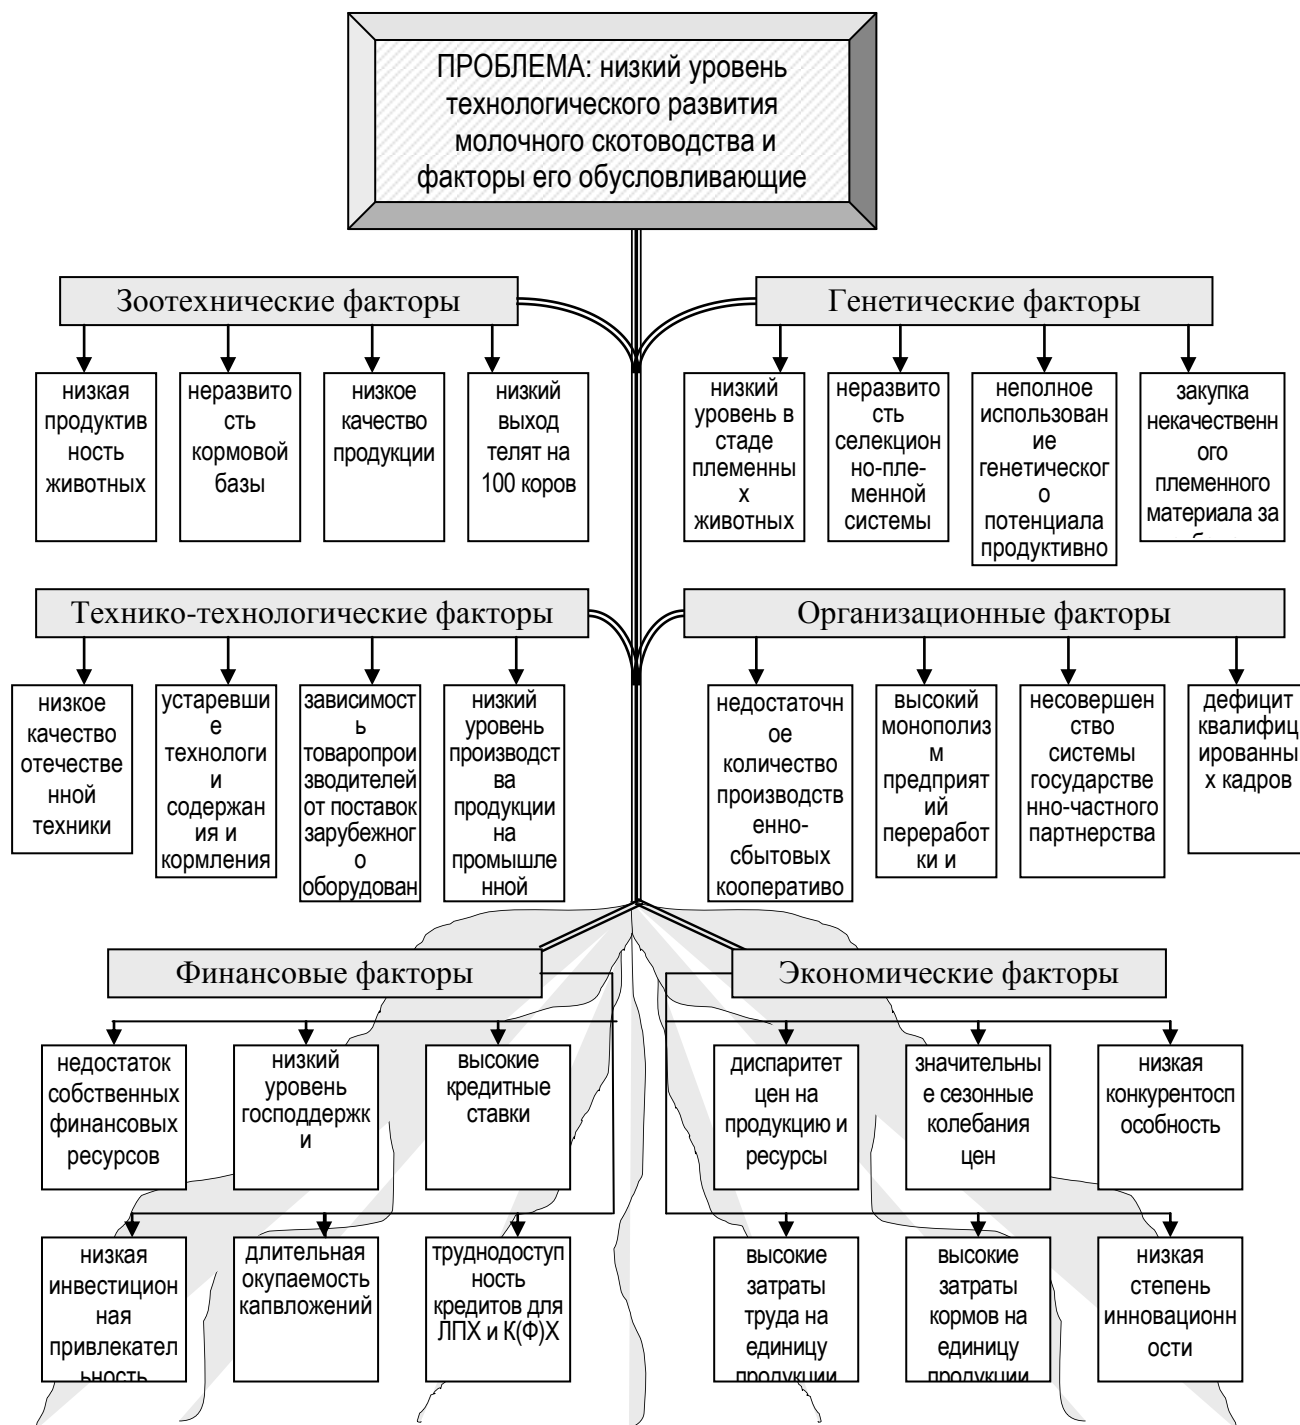 ПРОБЛЕМА: низкий уровень
технологического развития
молочного скотоводства и
факторы его обусловливающие
Зоотехнические факторы
низкая
продуктив
ность
животных
неразвито
сть
кормовой
базы
низкое
качество
продукции
низкий
выход
телят на
100 коров
Генетические факторы
низкий
уровень в
стаде
племенны
х
животных
неразвито
сть
селекцион
но-пле-
менной
системы
неполное
использован
ие
генетическог
о
потенциала
продуктивно
закупка
некачественн
ого
племенного
материала за
Технико-технологические факторы
низкое
качество
отечестве
нной
техники
устаревши
е
технологи
и
содержан
ия и
кормления
зависимост
ь
товаропрои
зводителей
от поставок
зарубежног
о
оборудован
низкий
уровень
производст
ва
продукции
на
промышле
нной
Организационные факторы
недостаточн
ое
количество
производств
енно-
сбытовых
кооперативо
высокий
монополиз
м
предприят
ий
переработ
ки и
несовершен
ство
системы
государстве
нно-частного
партнерства
дефицит
квалифиц
ированны
х кадров
Финансовые факторы
недостаток
собственных
финансовых
ресурсов
низкий
уровень
господдержк
и
высокие
кредитные
ставки
низкая
инвестицион
ная
привлекател
ьность
длительная
окупаемость
капвложений
труднодоступ
ность
кредитов для
ЛПХ и К(Ф)Х
Экономические факторы
диспаритет
цен на
продукцию и
ресурсы
значительны
е сезонные
колебания
цен
низкая
конкурентосп
особность
высокие
затраты
труда на
единицу
продукции
высокие
затраты
кормов на
единицу
продукции
низкая
степень
инновационн
ости